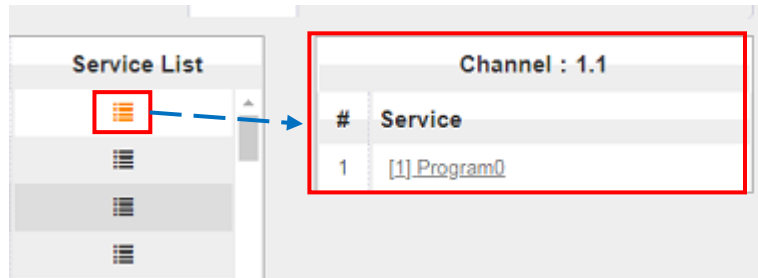 Service List
Channel : 1.1
# Service
1 [1] Program0